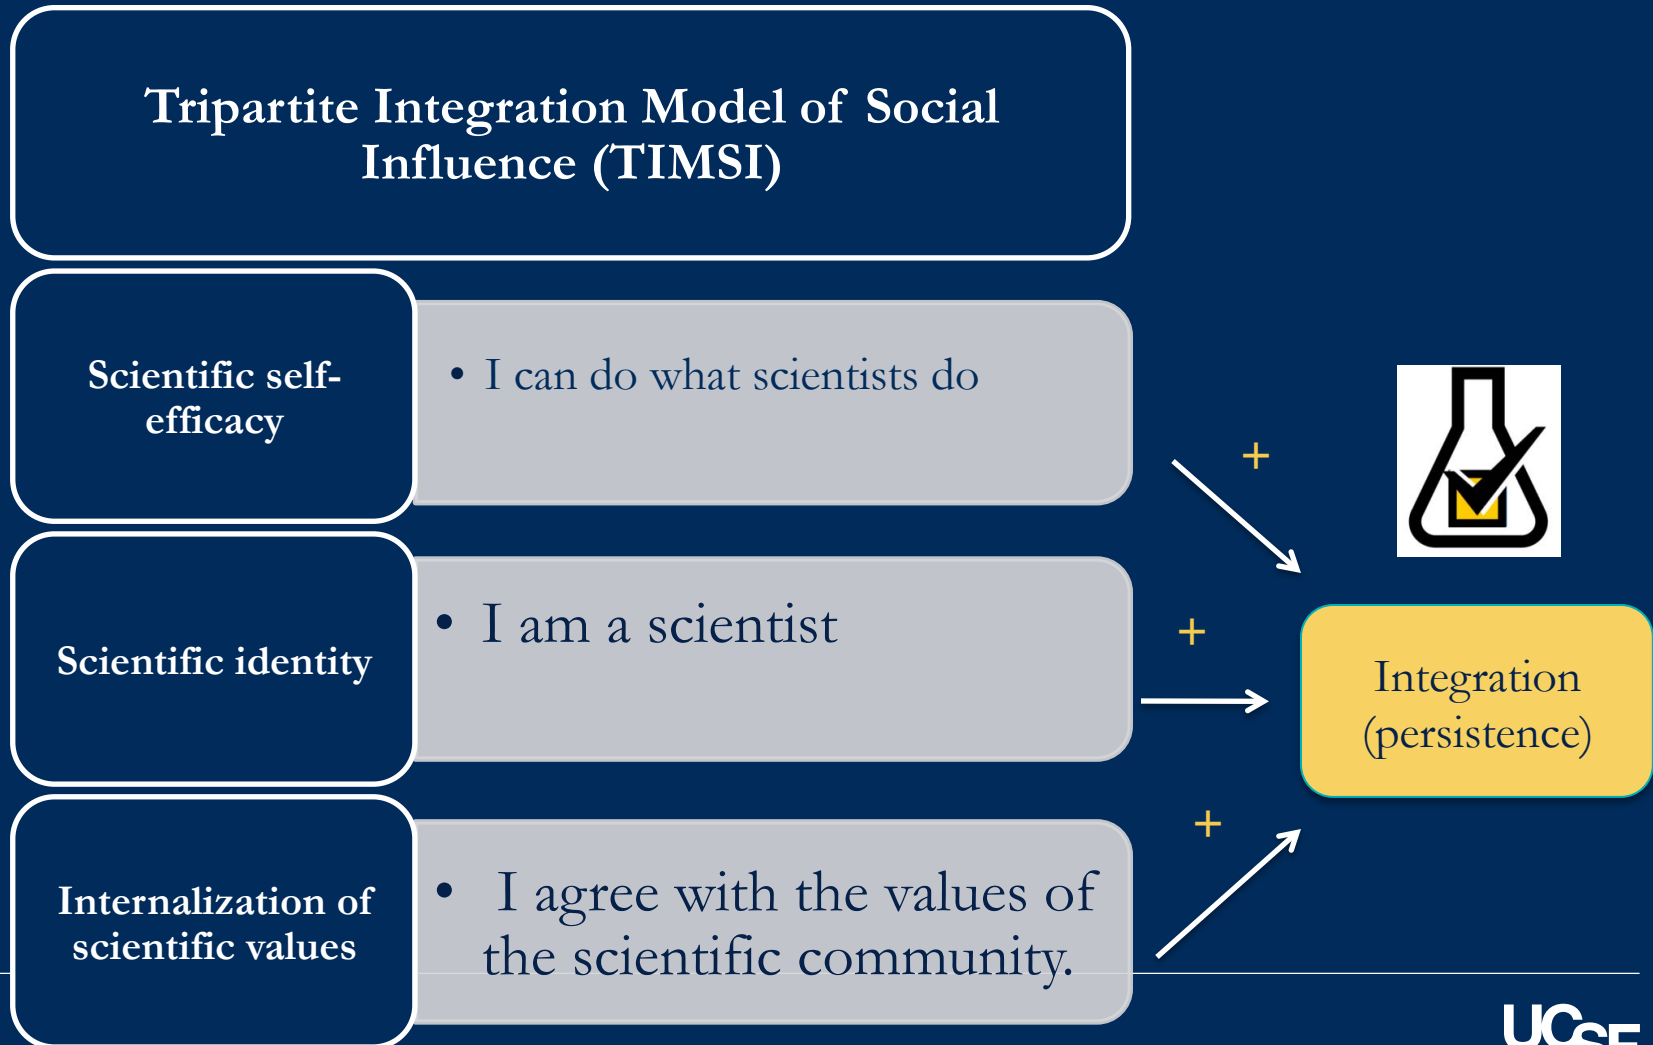 Tripartite Integration Model of Social
Influence (TIMSI)
Scientific self-
efficacy
• I can do what scientists do
+
Scientific identity
• I am a scientist
+
Integration
(persistence)
Internalization of
scientific values
• I agree with the values of
the scientific community.
+
UCSF